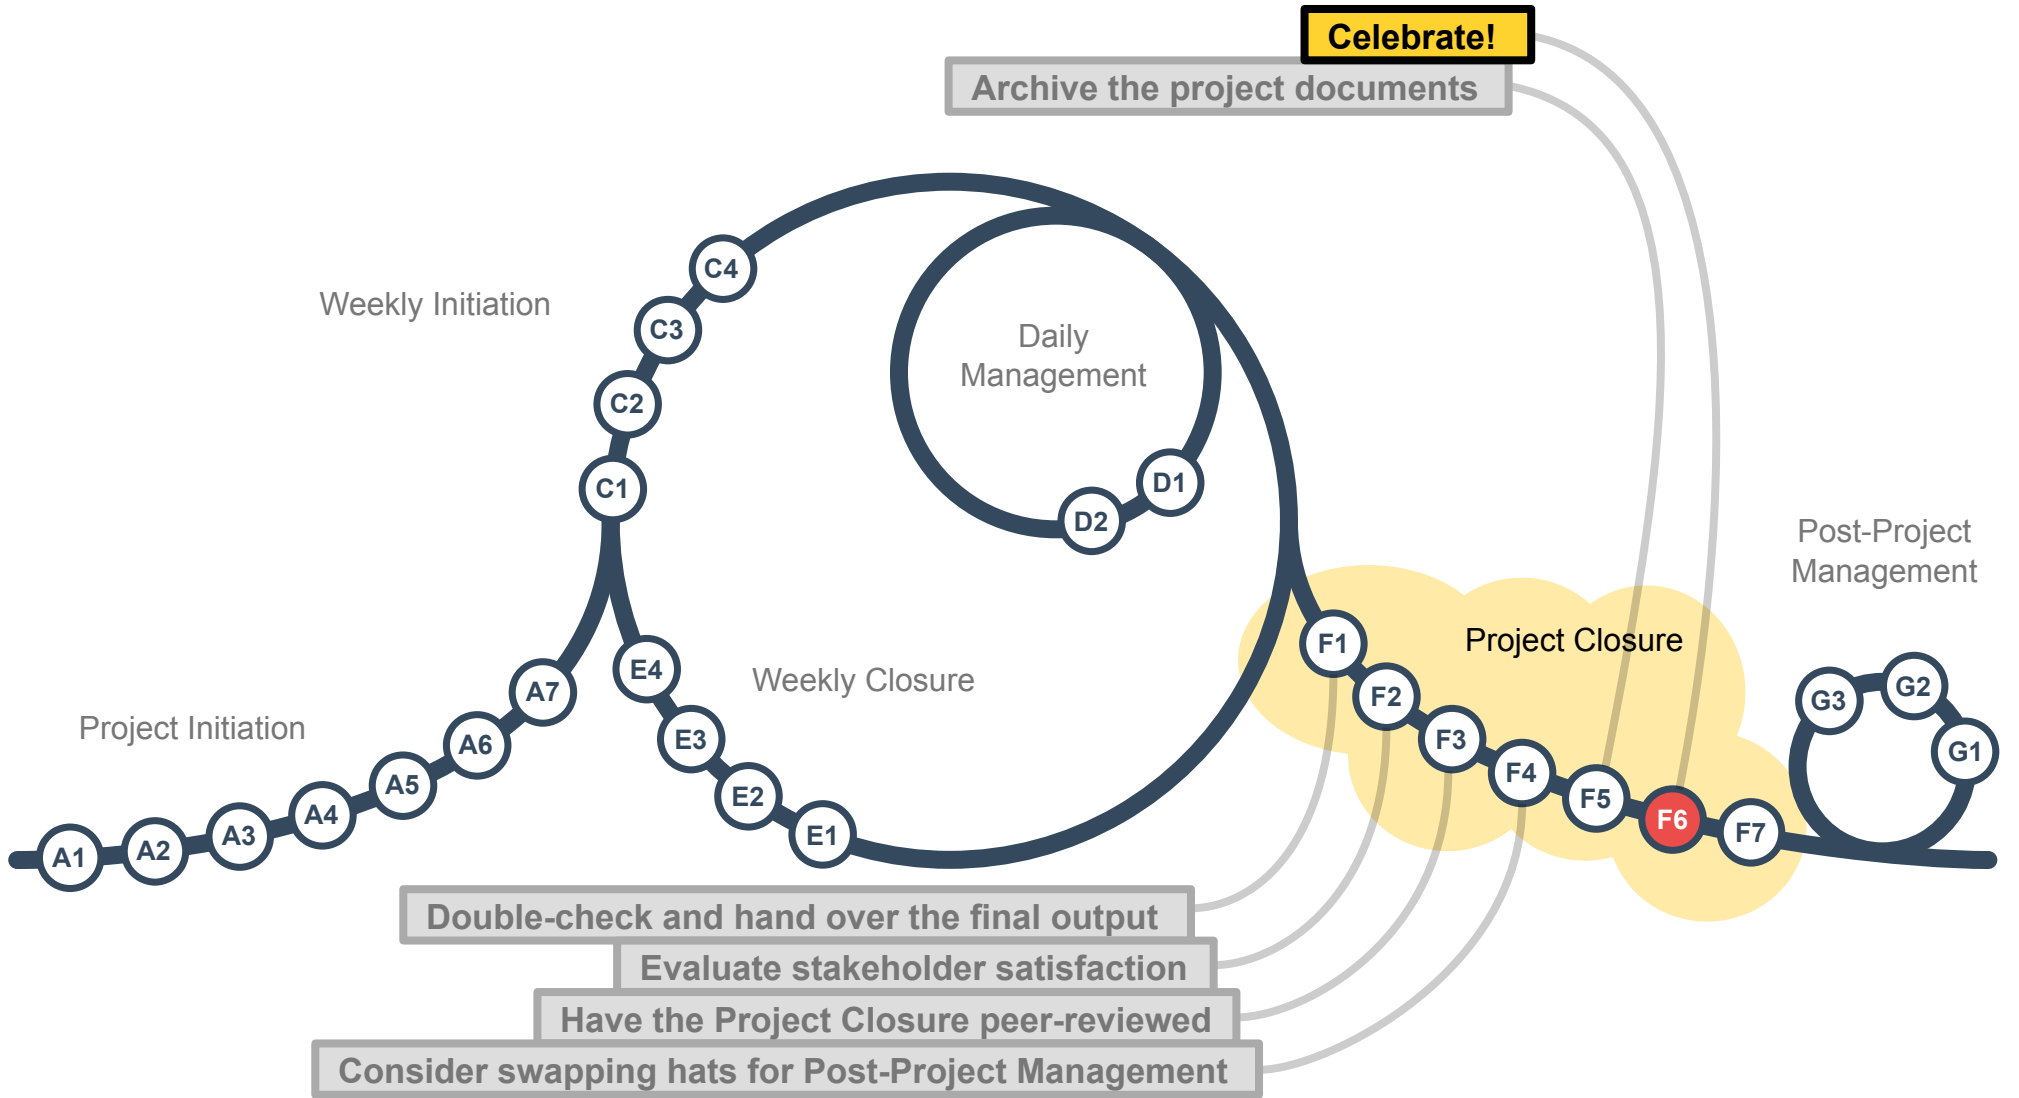 Celebrate!
Archive the project documents
Weekly Initiation
C4
C3
C2
C1
Daily
Management
D1
D2
Post-Project
Management
Project Closure
F1
F2
F3
F4
F5
F6
F7
G3
G2
G1
Weekly Closure
E4
E3
E2
E1
Project Initiation
A7
A6
A5
A4
A3
A2
A1
Double-check and hand over the final output
Evaluate stakeholder satisfaction
Have the Project Closure peer-reviewed
Consider swapping hats for Post-Project Management